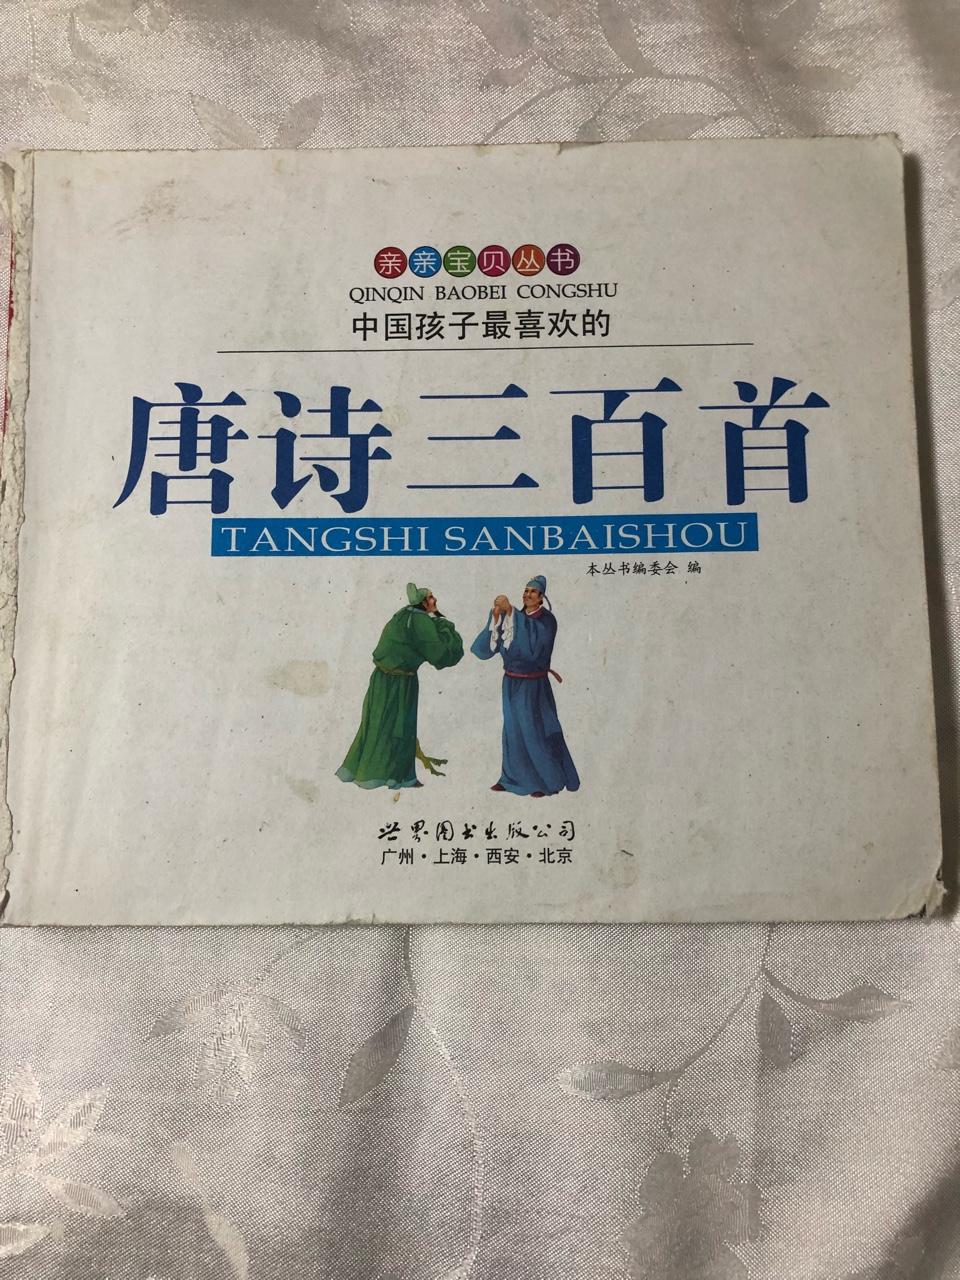 亲亲宝贝丛书
QINQIN BAOBEI CONGSHU
中国孩子最喜欢的
唐诗三百首
TANGSHI SANBAISHOU
本丛书编委会 编
世界图书出版公司
广州·上海·西安·北京